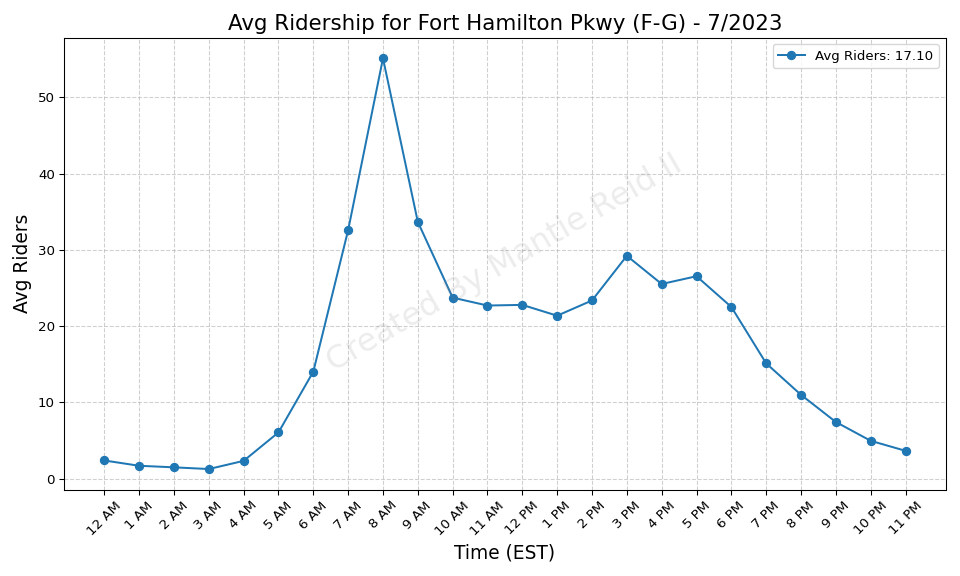 Avg Ridership for Fort Hamilton Pkwy (F-G) - 7/2023
Avg Riders: 17.10
Avg Riders
50
40
30
20
10
0
Created By Mantie Reid II
12 AM
1 AM
2 AM
3 AM
4 AM
5 AM
6 AM
7 AM
8 AM
9 AM
10 AM
11 AM
12 PM
1 PM
2 PM
3 PM
4 PM
5 PM
6 PM
7 PM
8 PM
9 PM
10 PM
11 PM
Time (EST)